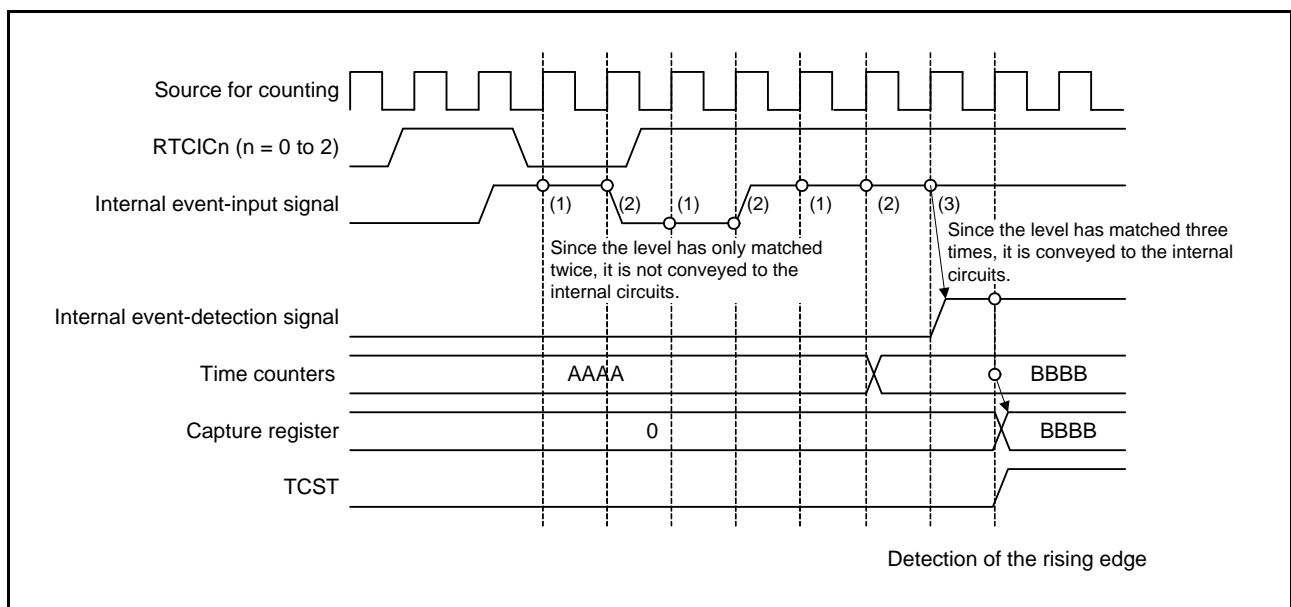 Source for counting
RTCICn (n = 0 to 2)
Internal event-input signal
(1) (2) (1) (2) (1) (2) (3)
Since the level has only matched
twice, it is not conveyed to the
internal circuits.
Since the level has matched three
times, it is conveyed to the internal
circuits.
Internal event-detection signal
Time counters
AAAA
BBBB
Capture register
0
BBBB
TCST
Detection of the rising edge